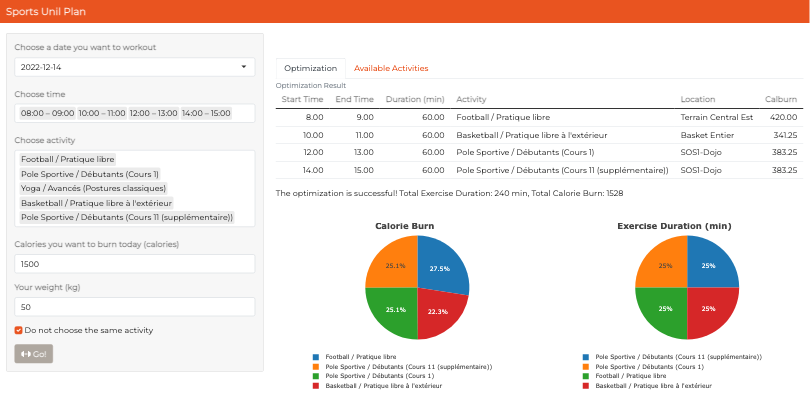 Sports Unil Plan
Choose a date you want to workout
2022-12-14
Choose time
08:00 – 09:00 10:00 – 11:00 12:00 – 13:00 14:00 – 15:00
Choose activity
Football / Pratique libre
Pole Sportive / Débutants (Cours 1)
Yoga / Avancés (Postures classiques)
Basketball / Pratique libre à l'extérieur
Pole Sportive / Débutants (Cours 11 (supplémentaire))
Calories you want to burn today (calories)
1500
Your weight (kg)
50
Do not choose the same activity
Go!
Optimization Available Activities
Optimization Result
Start Time End Time Duration (min) Activity Location Calburn
8.00 9.00 60.00 Football / Pratique libre Terrain Central Est 420.00
10.00 11.00 60.00 Basketball / Pratique libre à l'extérieur Basket Entier 341.25
12.00 13.00 60.00 Pole Sportive / Débutants (Cours 1) SOS1-Dojo 383.25
14.00 15.00 60.00 Pole Sportive / Débutants (Cours 11 (supplémentaire)) SOS1-Dojo 383.25
The optimization is successful! Total Exercise Duration: 240 min, Total Calorie Burn: 1528
Calorie Burn
25.1% 27.5%
25.1% 22.3%
Football / Pratique libre
Pole Sportive / Débutants (Cours 11 (supplémentaire))
Pole Sportive / Débutants (Cours 1)
Basketball / Pratique libre à l'extérieur
Exercise Duration (min)
25% 25%
25% 25%
Pole Sportive / Débutants (Cours 11 (supplémentaire))
Pole Sportive / Débutants (Cours 1)
Football / Pratique libre
Basketball / Pratique libre à l'extérieur